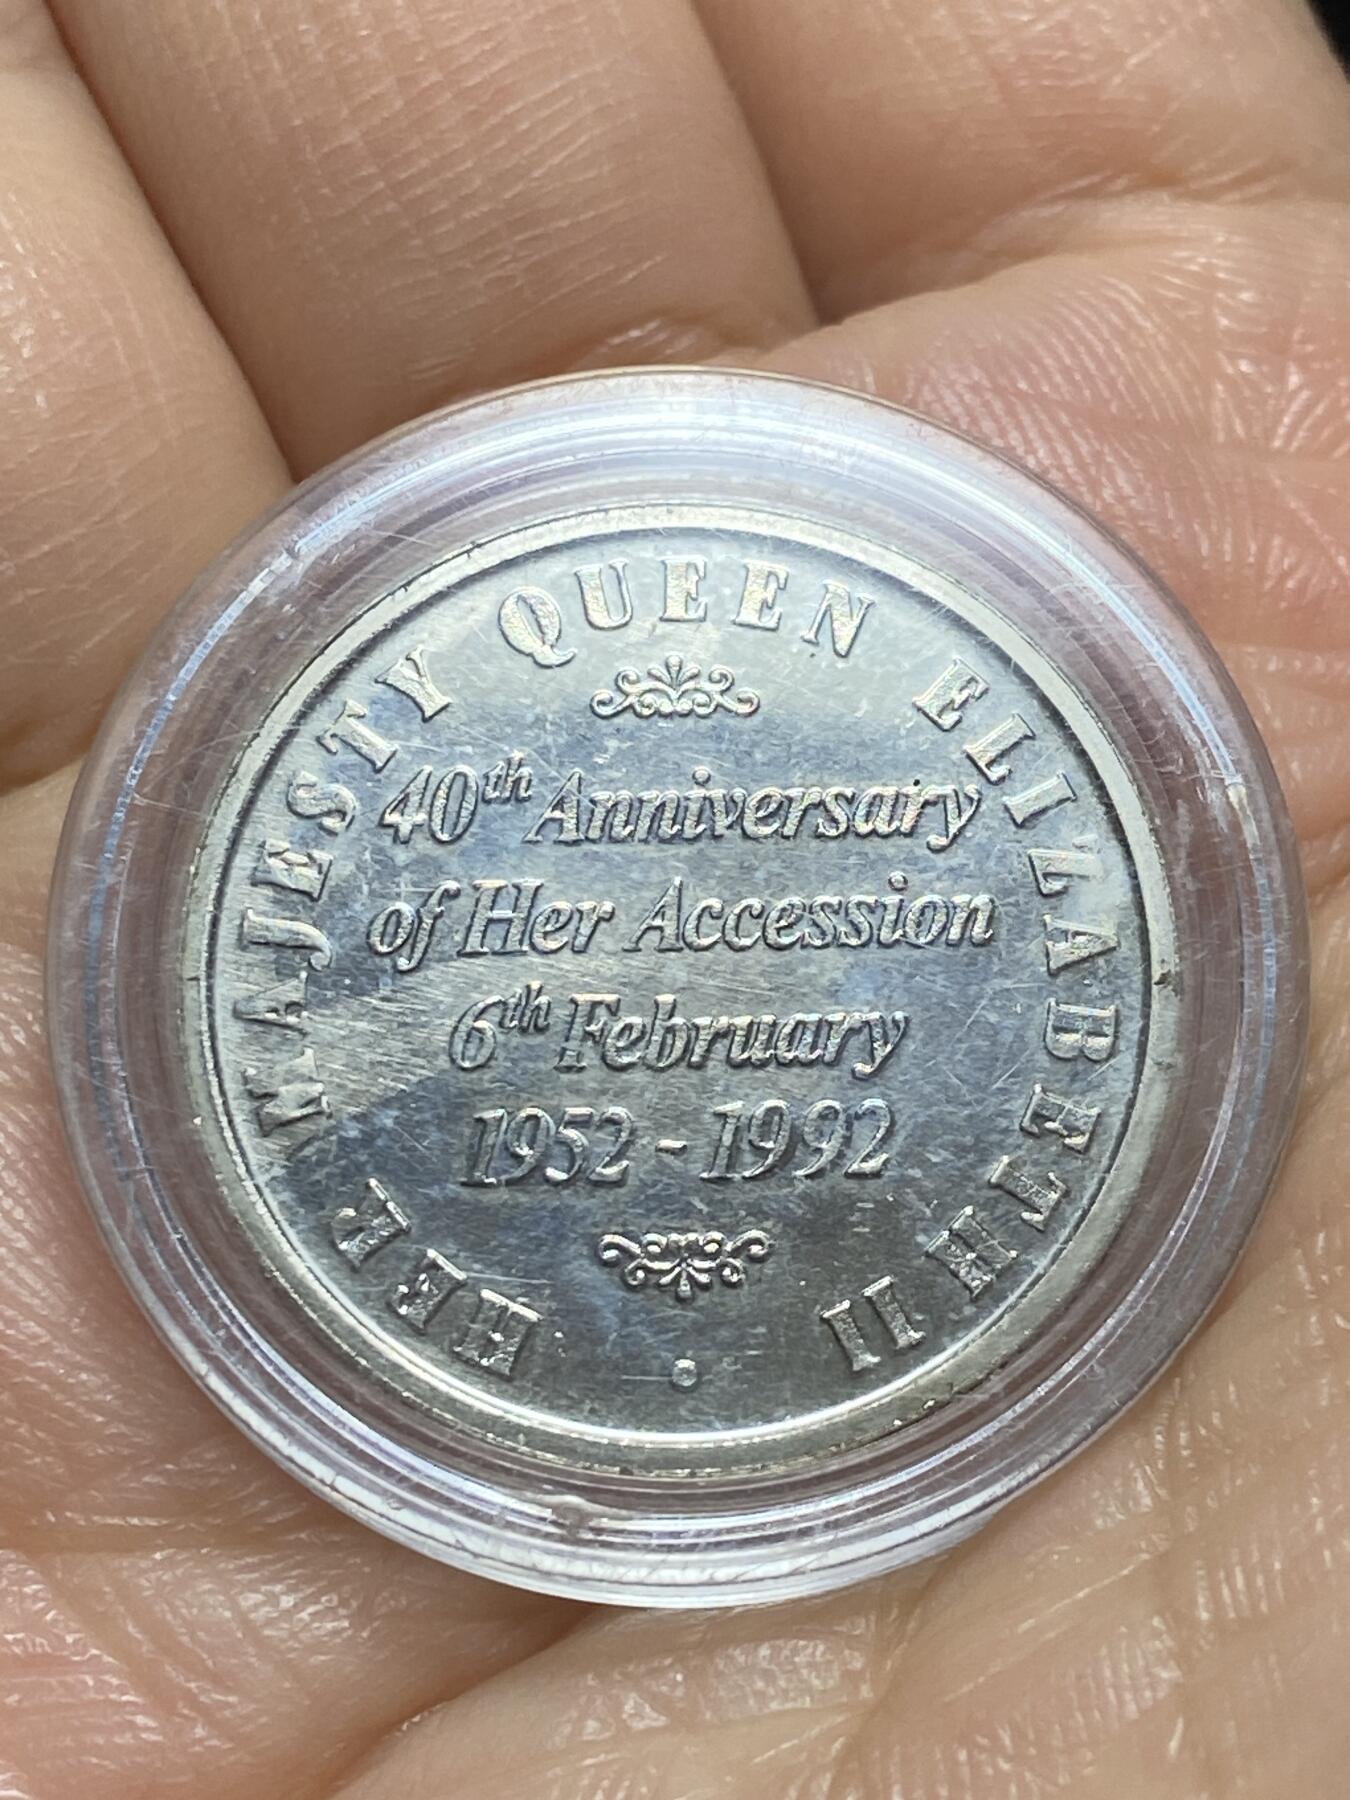 HER MAJESTY QUEEN ELIZABETH II
40th Anniversary
of Her Accession
6th February
1952 - 1992